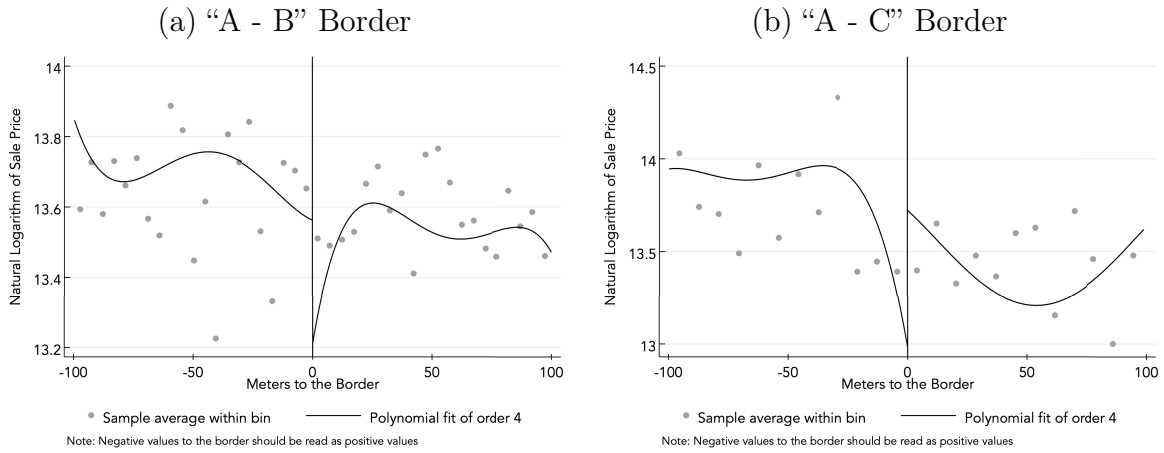 (a) “A - B” Border
Natural Logarithm of Sale Price
14
13.8
13.6
13.4
13.2
-100 -50 0 50 100
Meters to the Border
Sample average within bin Polynomial fit of order 4
Note: Negative values to the border should be read as positive values
(b) “A - C” Border
Natural Logarithm of Sale Price
14.5
14
13.5
13
-100 -50 0 50 100
Meters to the Border
Sample average within bin Polynomial fit of order 4
Note: Negative values to the border should be read as positive values